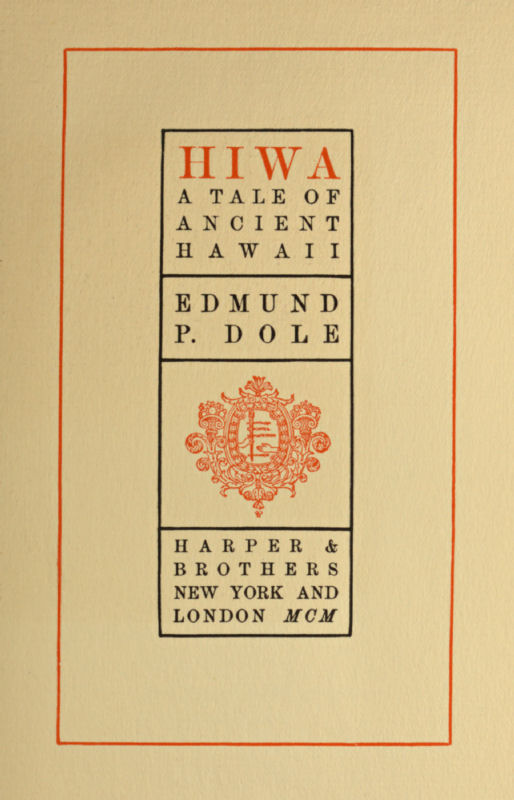 HIWA
A TALE OF
ANCIENT
HAWAII
EDMUND
P. DOLE
HARPER &
BROTHERS
NEW YORK AND
LONDON MCM